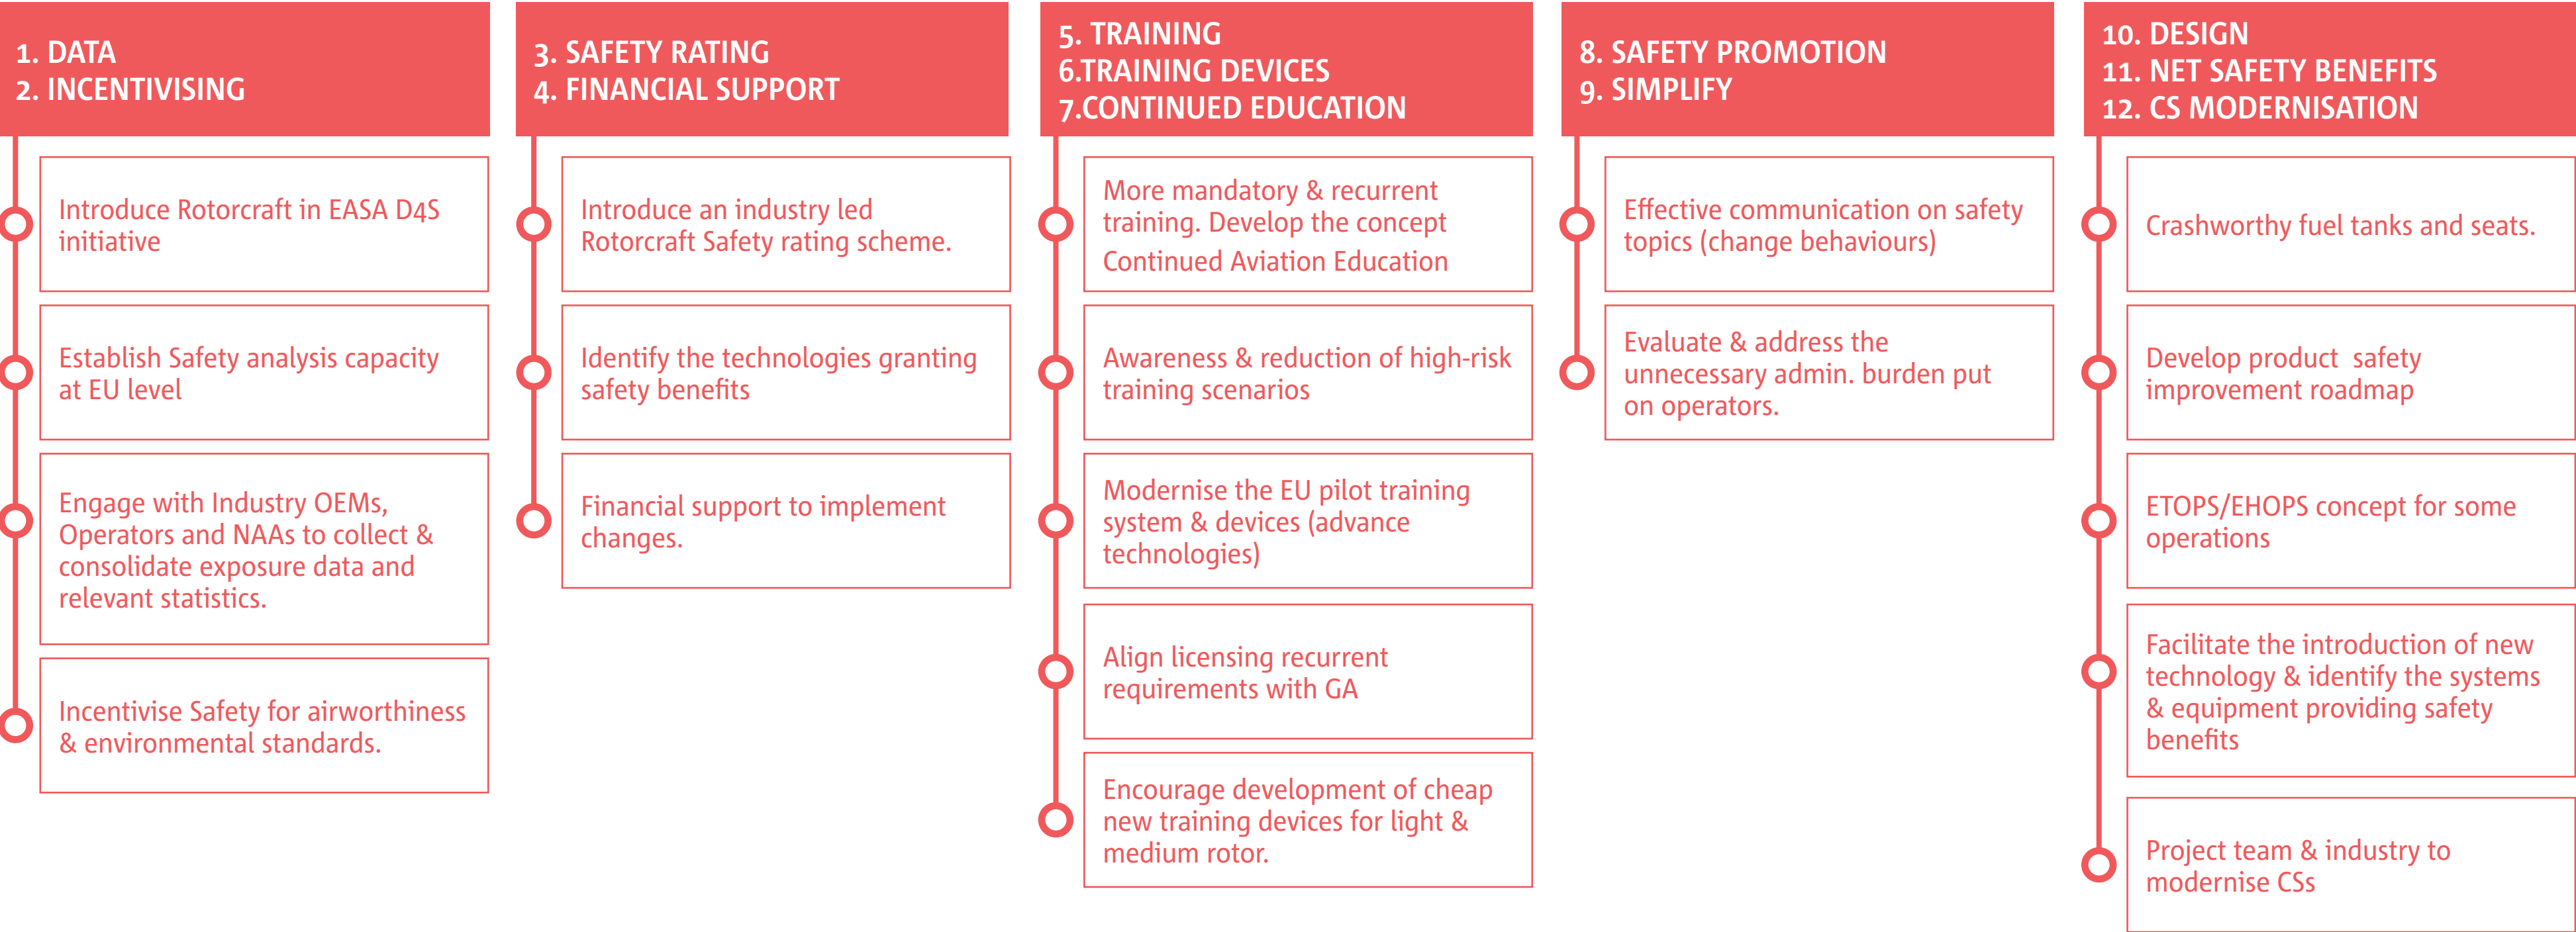 1. DATA
2. INCENTIVISING
Introduce Rotorcraft in EASA D4S
initiative
Establish Safety analysis capacity
at EU level
Engage with Industry OEMs,
Operators and NAAs to collect &
consolidate exposure data and
relevant statistics.
Incentivise Safety for airworthiness
& environmental standards.
3. SAFETY RATING
4. FINANCIAL SUPPORT
Introduce an industry led
Rotorcraft Safety rating scheme.
Identify the technologies granting
safety benefits
Financial support to implement
changes.
5. TRAINING
6.TRAINING DEVICES
7.CONTINUED EDUCATION
More mandatory & recurrent
training. Develop the concept
Continued Aviation Education
Awareness & reduction of high-risk
training scenarios
Modernise the EU pilot training
system & devices (advance
technologies)
Align licensing recurrent
requirements with GA
Encourage development of cheap
new training devices for light &
medium rotor.
8. SAFETY PROMOTION
9. SIMPLIFY
Effective communication on safety
topics (change behaviours)
Evaluate & address the
unnecessary admin. burden put
on operators.
10. DESIGN
11. NET SAFETY BENEFITS
12. CS MODERNISATION
Crashworthy fuel tanks and seats.
Develop product  safety
improvement roadmap
ETOPS/EHOPS concept for some
operations
Facilitate the introduction of new
technology & identify the systems
& equipment providing safety
benefits
Project team & industry to
modernise CSs